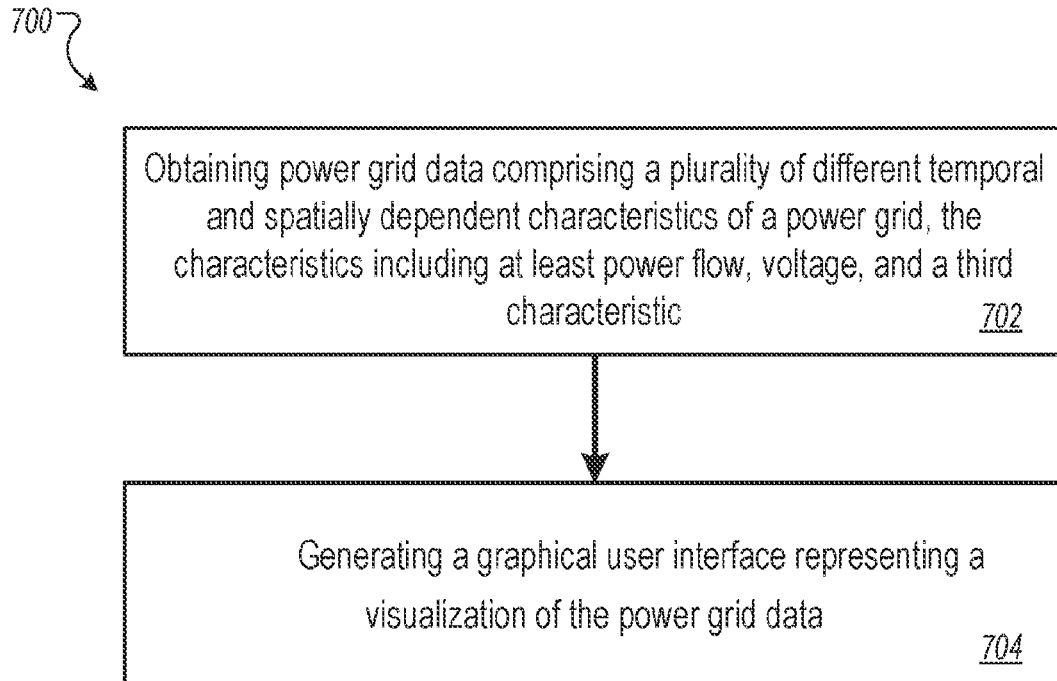 700
Obtaining power grid data comprising a plurality of different temporal
and spatially dependent characteristics of a power grid, the
characteristics including at least power flow, voltage, and a third
characteristic
702
Generating a graphical user interface representing a
visualization of the power grid data
704